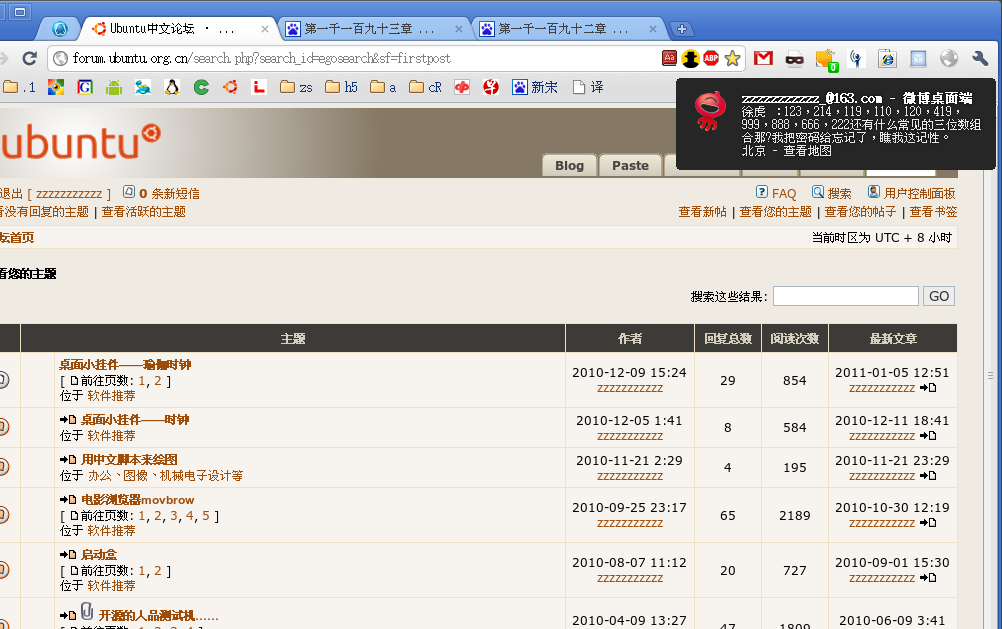 Ubuntu中文论坛 · ...
第一千一百九十三章 ...
第一千一百九十二章 ...
forum.ubuntu.org.cn/search.php?search_id=egosearch&sf=firstpost
ABP
0
.1
G
zs
h5
a
cR
L
新宋
译
zzzzzzzzzzz_@163.com - 微博桌面端
徐虎 :123,214,119,110,120,419,
999,888,666,222还有什么常见的三位数组
合那?我把密码给忘记了,瞧我这记性。
北京 - 查看地图
ubuntu
Blog
Paste
退出 [ zzzzzzzzzzz ]
0 条新短信
FAQ
搜索
用户控制面板
看没有回复的主题 | 查看活跃的主题
查看新帖 | 查看您的主题 | 查看您的帖子 | 查看书签
坛首页
当前时区为 UTC + 8 小时
看您的主题
搜索这些结果:
GO
主题
作者
回复总数
阅读次数
最新文章
桌面小挂件——瑜伽时钟
[ 前往页数: 1, 2 ]
位于 软件推荐
2010-12-09 15:24
zzzzzzzzzzz
29
854
2011-01-05 12:51
zzzzzzzzzzz
桌面小挂件——时钟
位于 软件推荐
2010-12-05 1:41
zzzzzzzzzzz
8
584
2010-12-11 18:41
zzzzzzzzzzz
用中文脚本来绘图
位于 办公、图像、机械电子设计等
2010-11-21 2:29
zzzzzzzzzzz
4
195
2010-11-21 23:29
zzzzzzzzzzz
电影浏览器movbrow
[ 前往页数: 1, 2, 3, 4, 5 ]
位于 软件推荐
2010-09-25 23:17
zzzzzzzzzzz
65
2189
2010-10-30 12:19
zzzzzzzzzzz
启动盒
[ 前往页数: 1, 2 ]
位于 软件推荐
2010-08-07 11:12
zzzzzzzzzzz
20
727
2010-09-01 15:30
zzzzzzzzzzz
开源的人品测试机......
2010-04-09 13:27
47
1809
2010-06-09 3:41